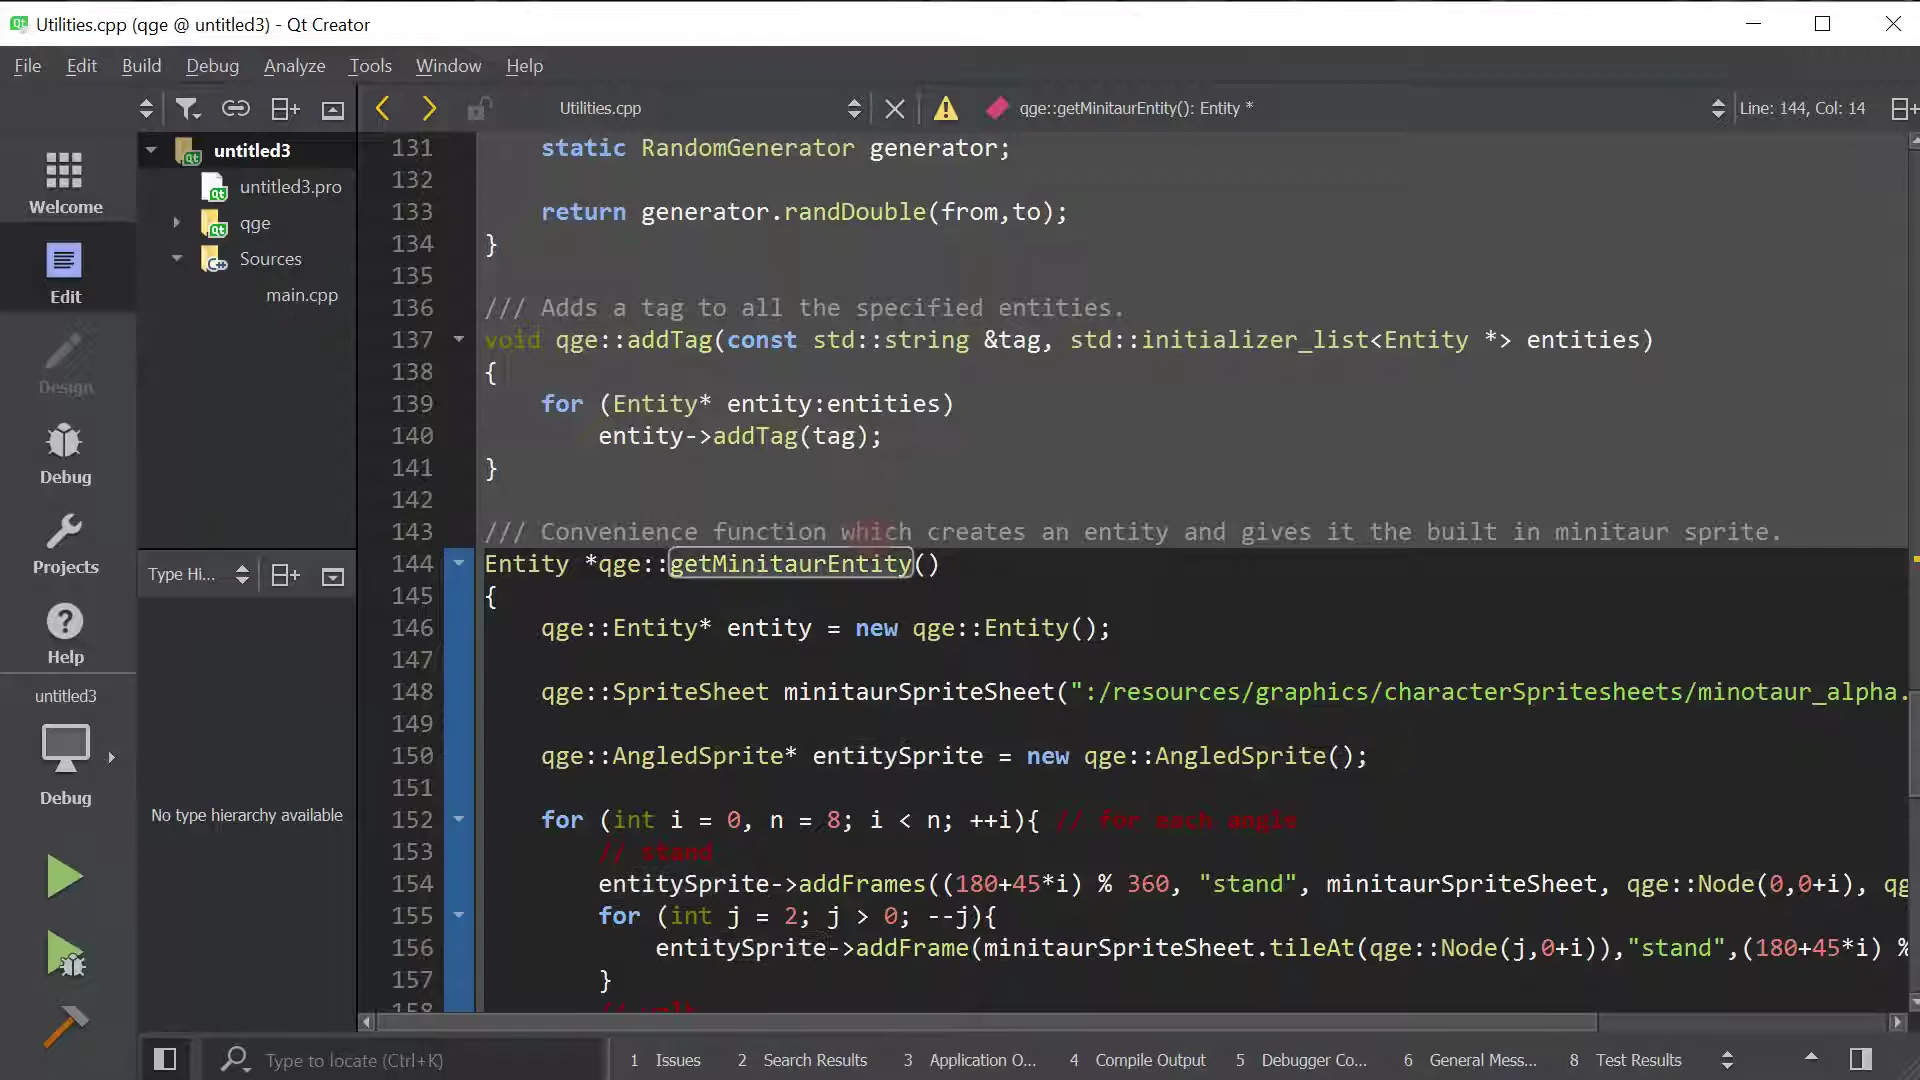 Utilities.cpp (qge @ untitled3) - Qt Creator
File Edit Build Debug Analyze Tools Window Help
Utilities.cpp
qge::getMinitaurEntity(): Entity *
Line: 144, Col: 14
Welcome
Edit
Design
Debug
Projects
Help
untitled3
Debug
untitled3
untitled3.pro
qge
Sources
main.cpp
Type Hi...
No type hierarchy available
131 static RandomGenerator generator;
132
133 return generator.randDouble(from,to);
134 }
135
136 /// Adds a tag to all the specified entities.
137 void qge::addTag(const std::string &tag, std::initializer_list<Entity *> entities)
138 {
139 for (Entity* entity:entities)
140 entity->addTag(tag);
141 }
142
143 /// Convenience function which creates an entity and gives it the built in minitaur sprite.
144 Entity *qge::getMinitaurEntity()
145 {
146 qge::Entity* entity = new qge::Entity();
147
148 qge::SpriteSheet minitaurSpriteSheet(":/resources/graphics/characterSpritesheets/minotaur_alpha.
149
150 qge::AngledSprite* entitySprite = new qge::AngledSprite();
151
152 for (int i = 0, n = 8; i < n; ++i){ // for each angle
153 // stand
154 entitySprite->addFrames((180+45*i) % 360, "stand", minitaurSpriteSheet, qge::Node(0,0+i), qg
155 for (int j = 2; j > 0; --j){
156 entitySprite->addFrame(minitaurSpriteSheet.tileAt(qge::Node(j,0+i)),"stand",(180+45*i) %
157 }
158
Type to locate (Ctrl+K)
1 Issues
2 Search Results
3 Application O...
4 Compile Output
5 Debugger Co...
6 General Mess...
8 Test Results